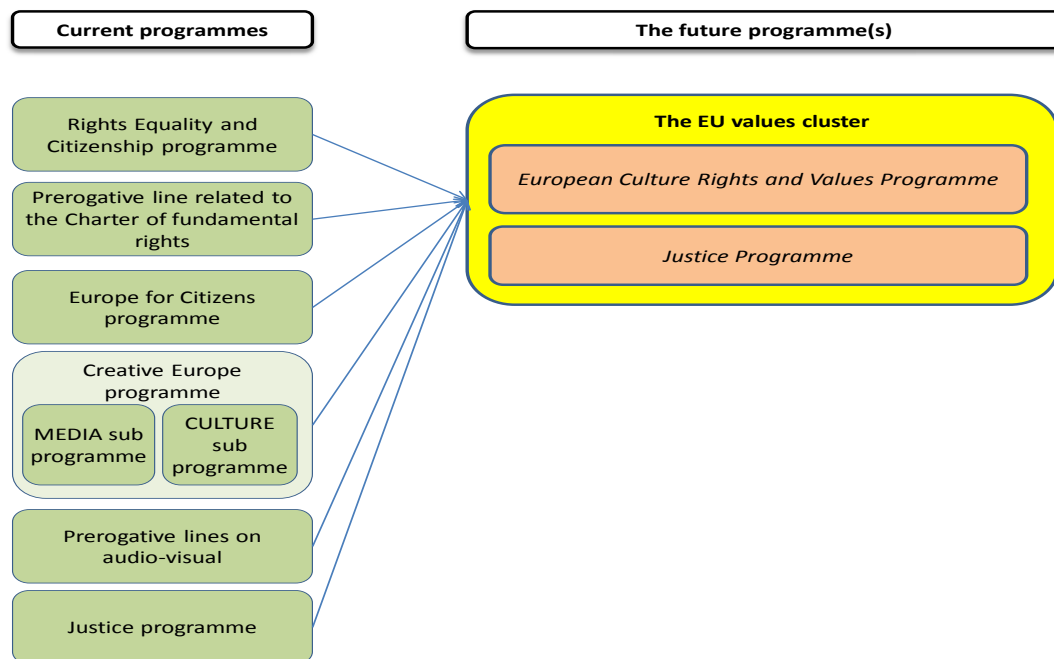 Current programmes
The future programme(s)
Rights Equality and
Citizenship programme
Prerogative line related to
the Charter of fundamental
rights
Europe for Citizens
programme
Creative Europe
programme
MEDIA sub
programme
CULTURE
sub
programme
Prerogative lines on
audio-visual
Justice programme
The EU values cluster
European Culture Rights and Values Programme
Justice Programme